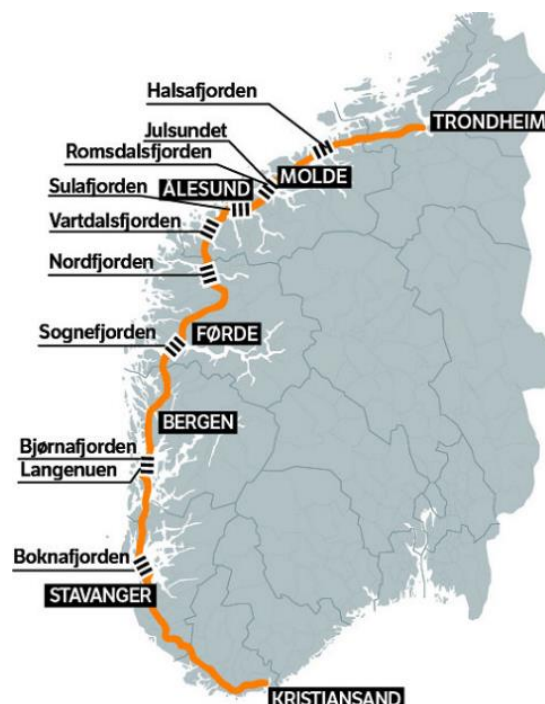 Halsafjorden
TRONDHEIM
Julsundet
Romsdalsfjorden
MOLDE
ÅLESUND
Sulafjorden
Vartdalsfjorden
Nordfjorden
Sognefjorden
FØRDE
BERGEN
Bjørnafjorden
Langenuen
Boknafjorden
STAVANGER
KRISTIANSAND